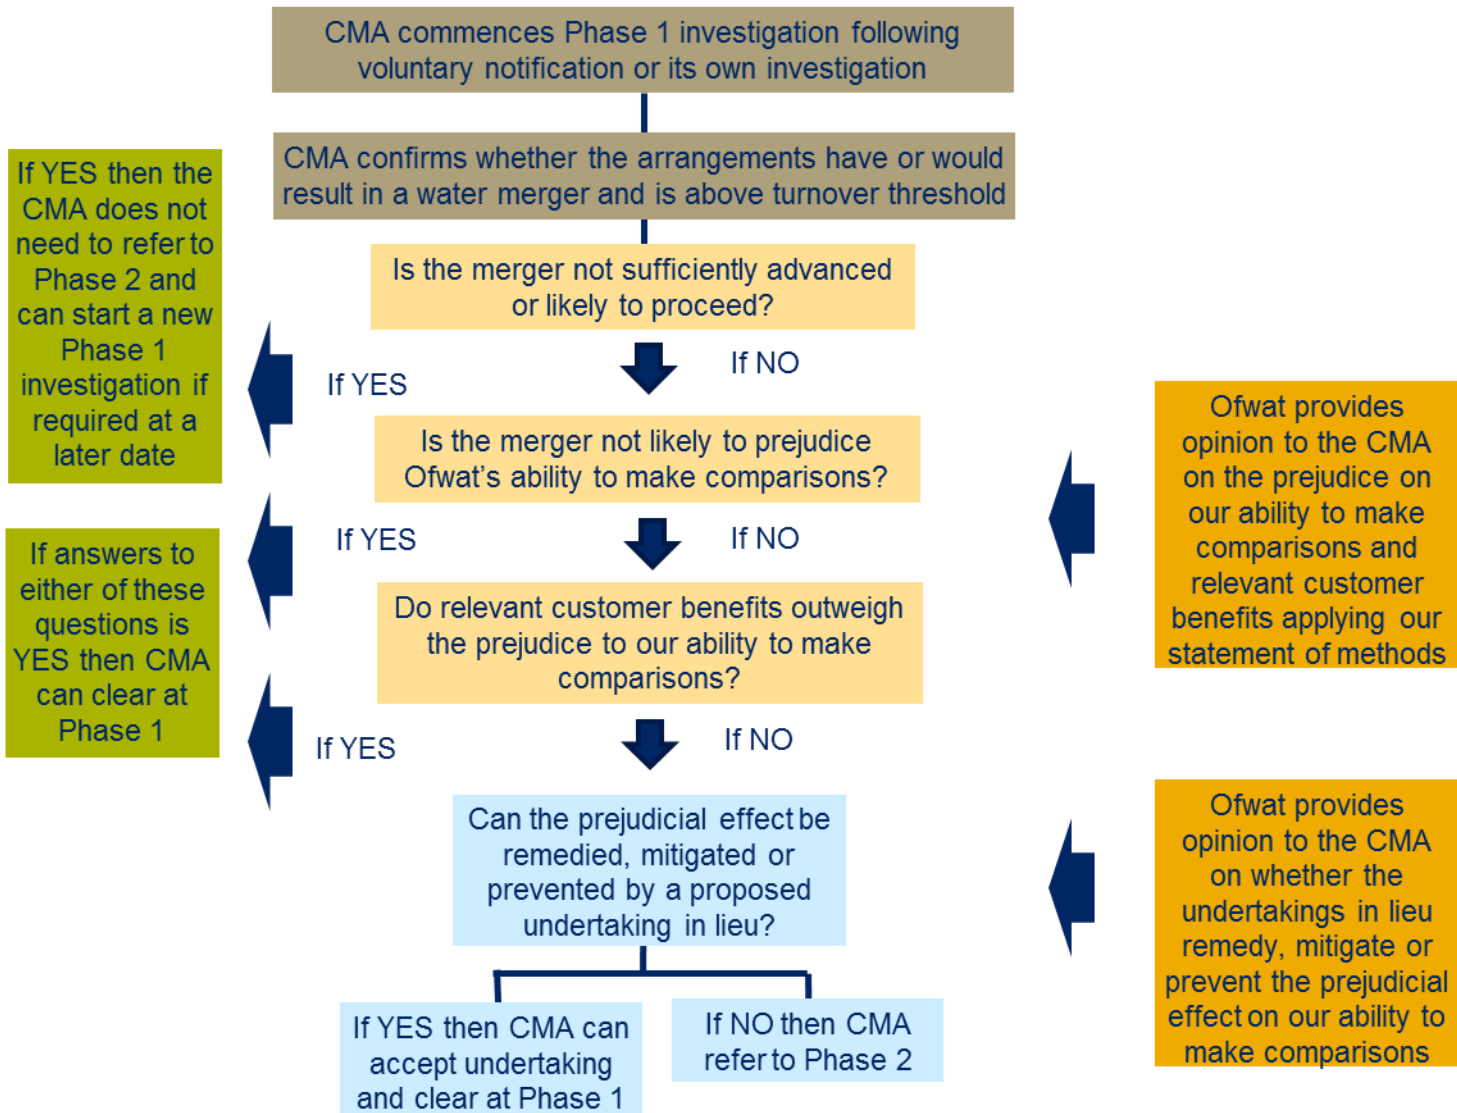 CMA commences Phase 1 investigation following
voluntary notification or its own investigation
CMA confirms whether the arrangements have or would
result in a water merger and is above turnover threshold
If YES then the
CMA does not
need to refer to
Phase 2 and
can start a new
Phase 1
investigation if
required at a
later date
Is the merger not sufficiently advanced
or likely to proceed?
If YES
If NO
Is the merger not likely to prejudice
Ofwat's ability to make comparisons?
Ofwat provides
opinion to the CMA
on the prejudice on
our ability to make
comparisons and
relevant customer
benefits applying our
statement of methods
If YES
If NO
If answers to
either of these
questions is
YES then CMA
can clear at
Phase 1
Do relevant customer benefits outweigh
the prejudice to our ability to make
comparisons?
If YES
If NO
Can the prejudicial effect be
remedied, mitigated or
prevented by a proposed
undertaking in lieu?
Ofwat provides
opinion to the CMA
on whether the
undertakings in lieu
remedy, mitigate or
prevent the prejudicial
effect on our ability to
make comparisons
If YES then CMA can
accept undertaking
and clear at Phase 1
If NO then CMA
refer to Phase 2